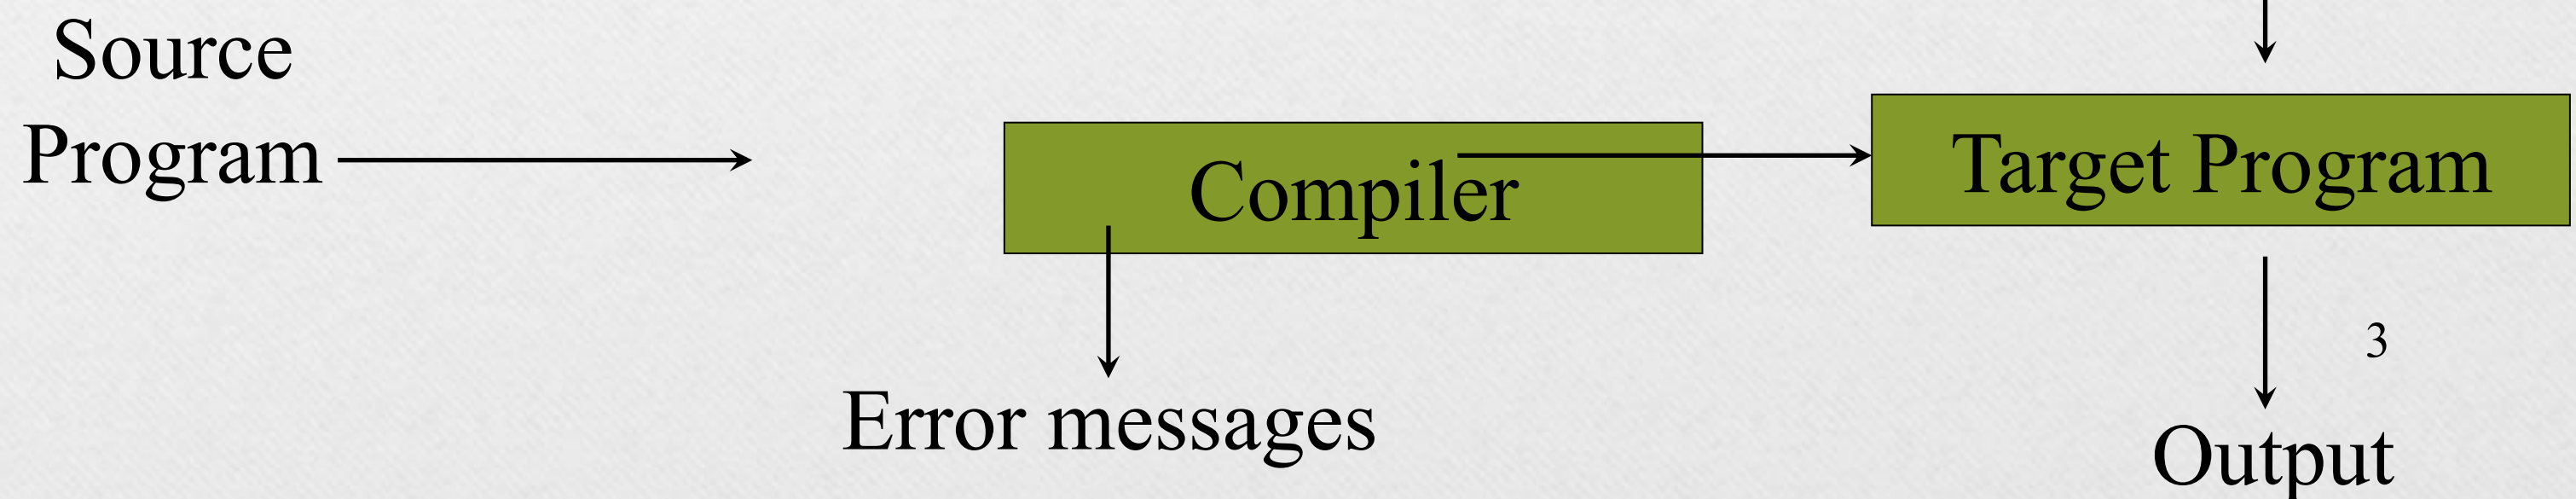 Source
Program
Compiler
Target Program
Error messages
3
Output